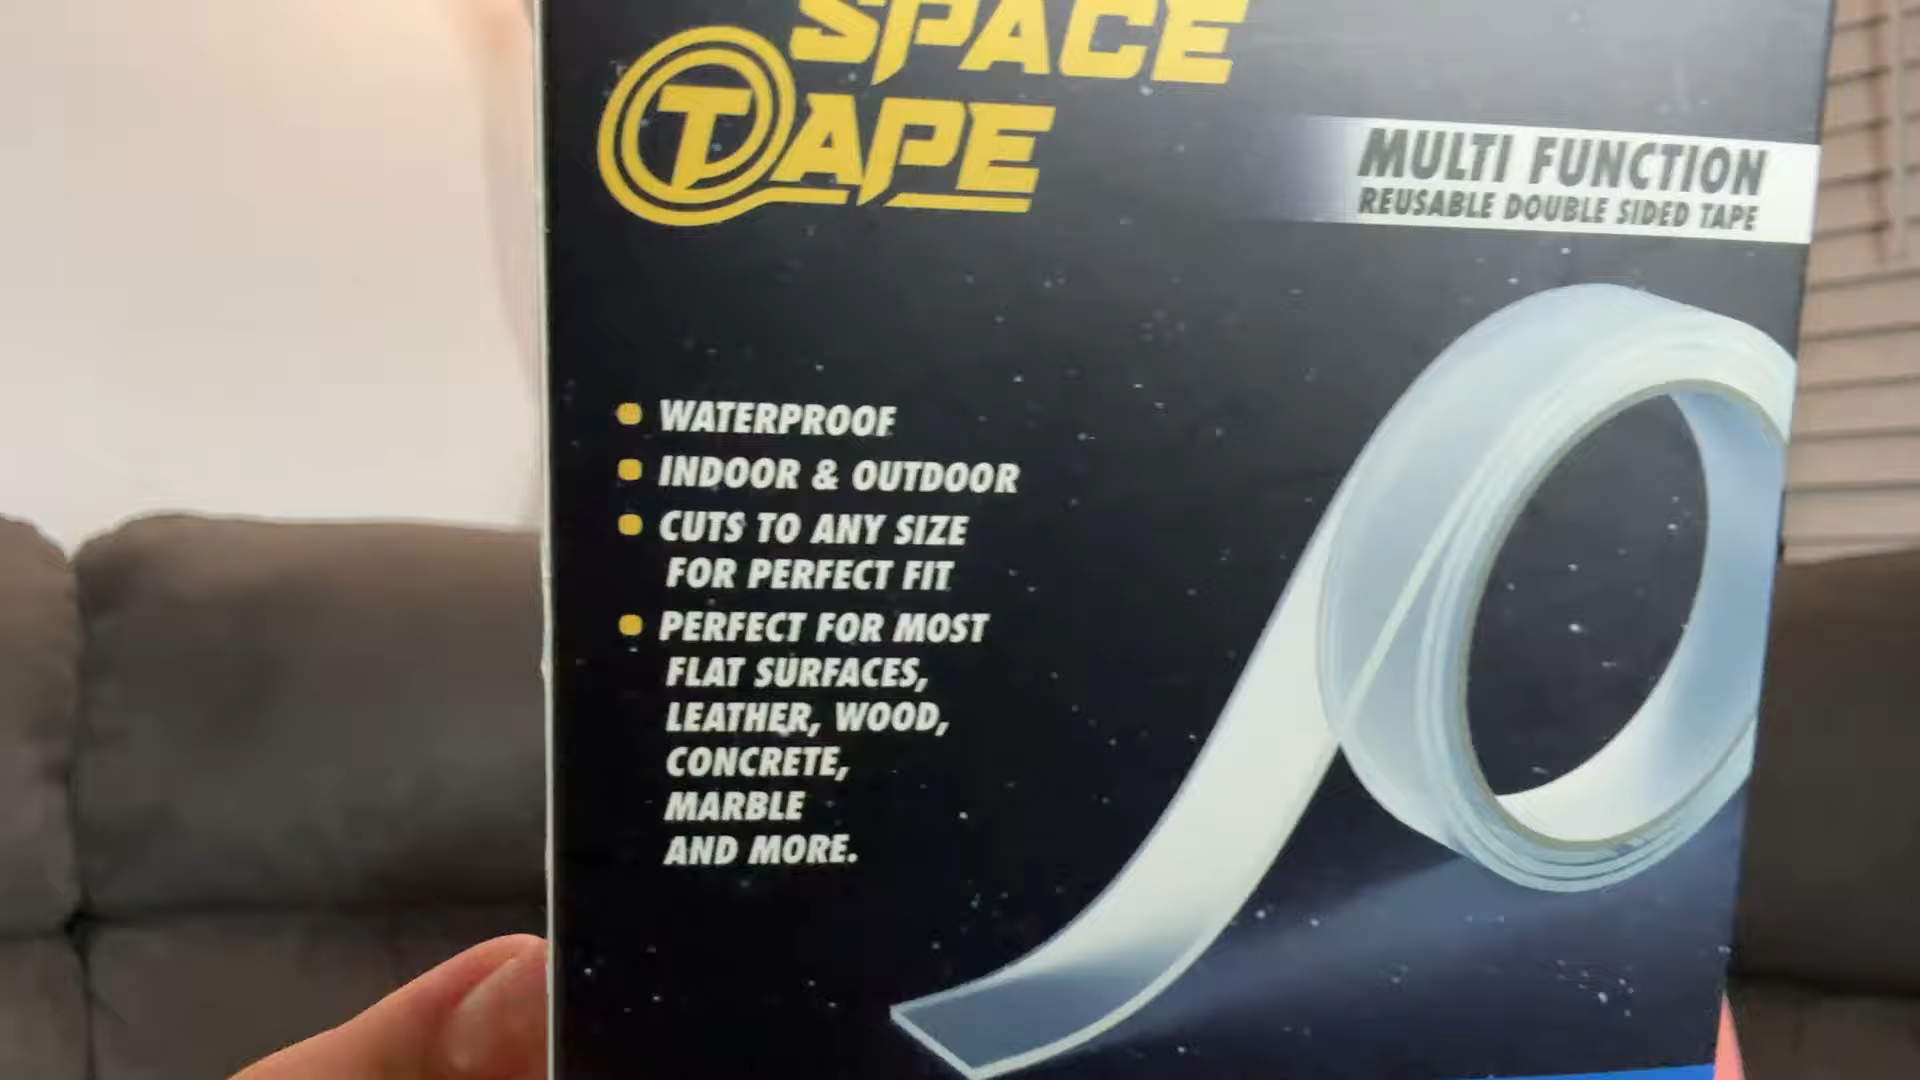 SPACE
TAPE
MULTI FUNCTION
REUSABLE DOUBLE SIDED TAPE
WATERPROOF
INDOOR & OUTDOOR
CUTS TO ANY SIZE
FOR PERFECT FIT
PERFECT FOR MOST
FLAT SURFACES,
LEATHER, WOOD,
CONCRETE,
MARBLE
AND MORE.